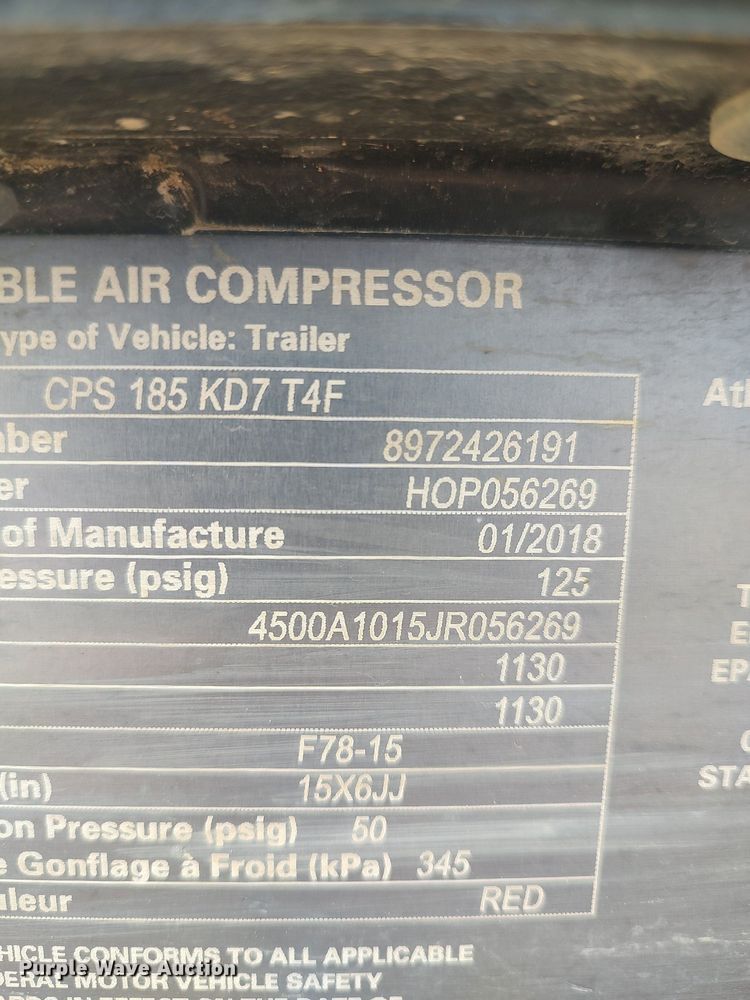 BLE AIR COMPRESSOR
ype of Vehicle: Trailer
CPS 185 KD7 T4F
Atl
mber 8972426191
er HOP056269
of Manufacture 01/2018
essure (psig) 125
4500A1015JR056269
1130
1130
F78-15
(in) 15X6JJ
on Pressure (psig) 50
e Gonflage à Froid (kPa) 345
uleur RED
T
E
EPA
C
STA
HICLE CONFORMS TO ALL APPLICABLE
DERAL MOTOR VEHICLE SAFETY
Purple Wave Auction